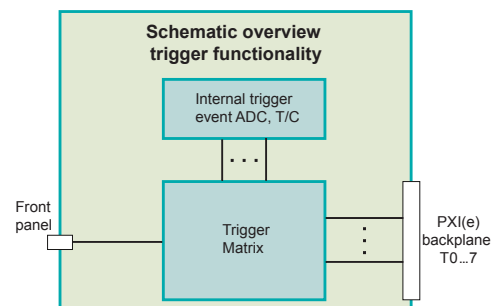 Schematic overview
trigger functionality
Internal trigger
event ADC, T/C
. . .
Front
panel
Trigger
Matrix
PXI(e)
backplane
T0...7